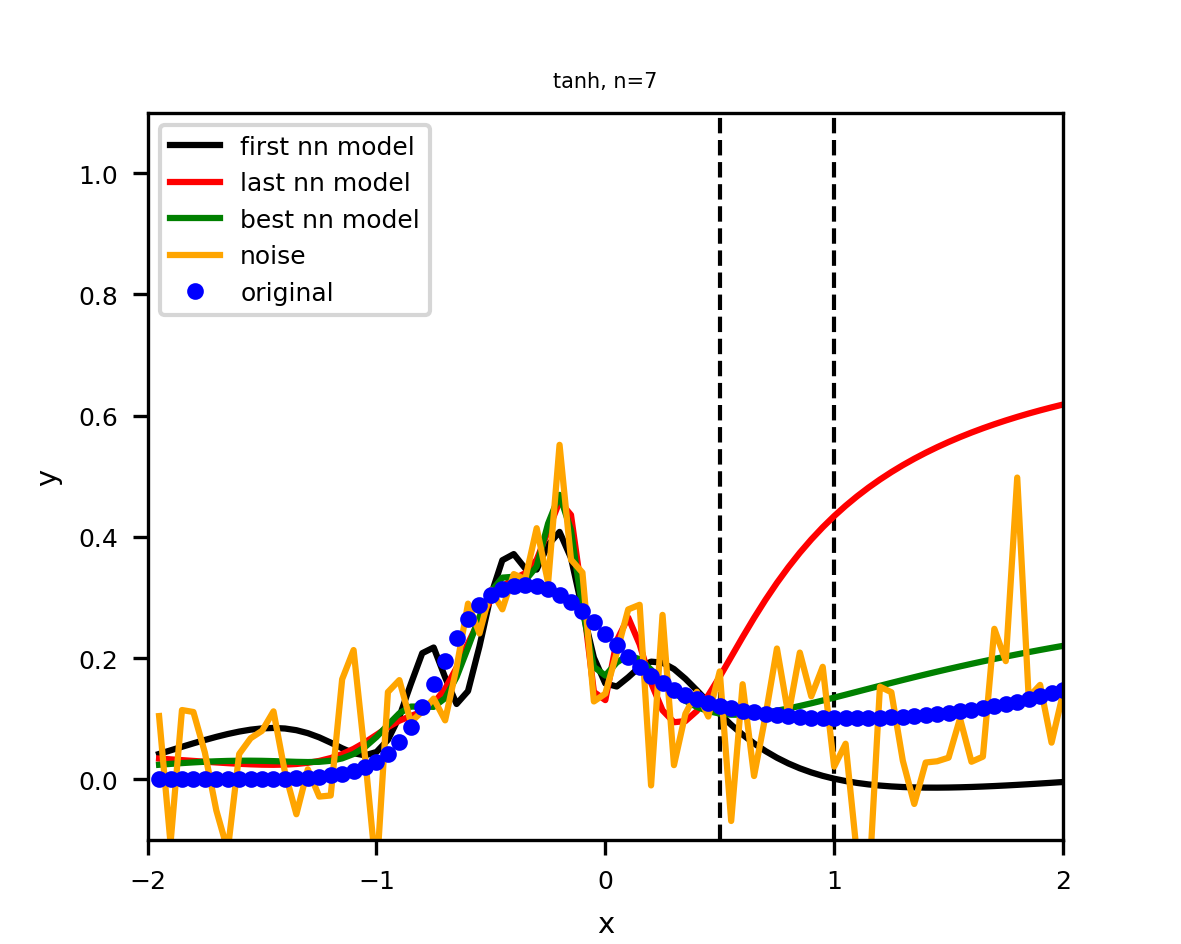 tanh, n=7
first nn model
last nn model
best nn model
noise
original
1.0
0.8
0.6
0.4
0.2
0.0
y
−2
−1
0
1
2
x